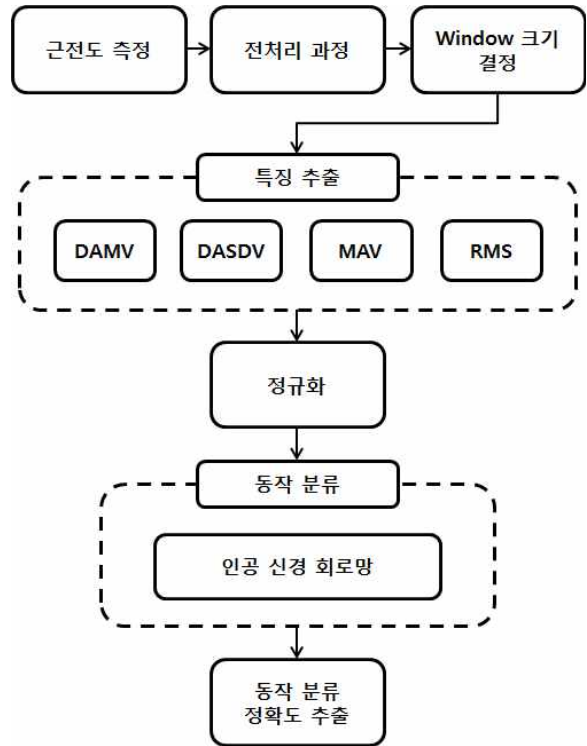 근전도 측정
전처리 과정
Window 크기
결정
특징 추출
DAMV
DASDV
MAV
RMS
정규화
동작 분류
인공 신경 회로망
동작 분류
정확도 추출